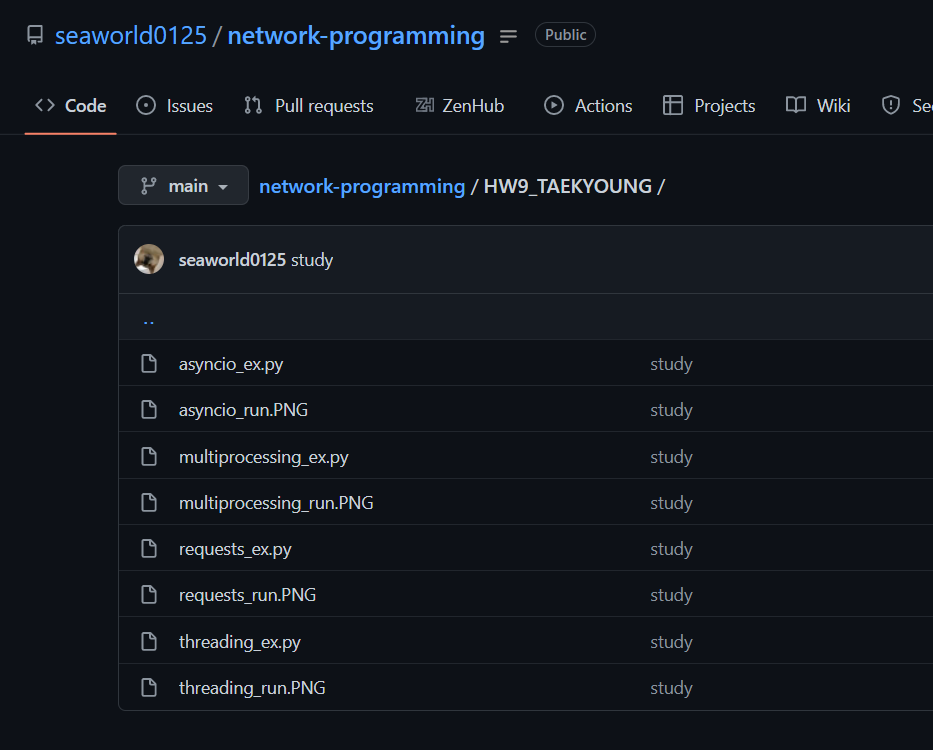 seaworld0125 / network-programming Public
Code Issues Pull requests ZenHub Actions Projects Wiki Se
main network-programming / HW9_TAEKYOUNG /
seaworld0125 study
..
asyncio_ex.py study
asyncio_run.PNG study
multiprocessing_ex.py study
multiprocessing_run.PNG study
requests_ex.py study
requests_run.PNG study
threading_ex.py study
threading_run.PNG study